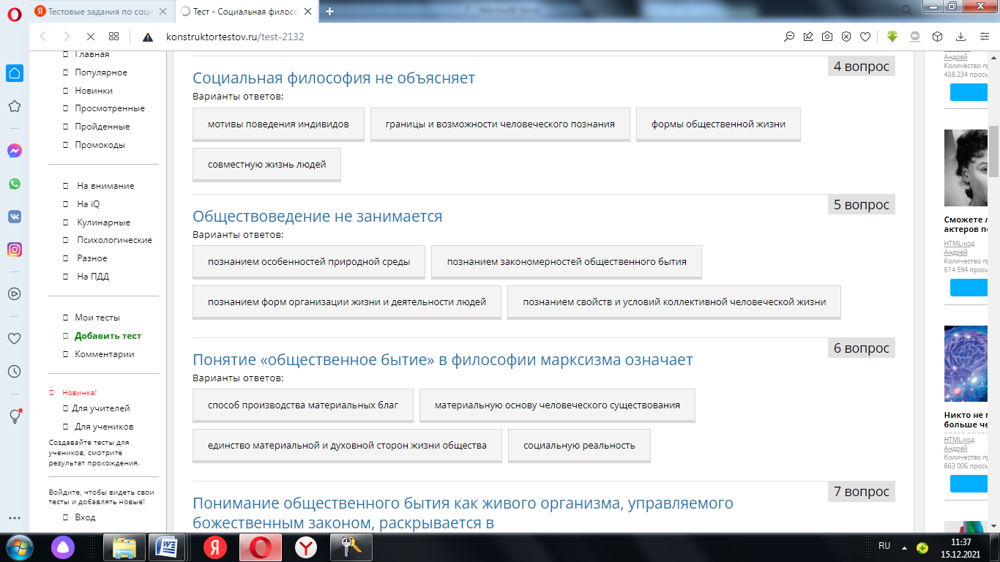 Тестовые задания по соци
Тест - Социальная философ
konstruktortestov.ru/test-2132
Главная
Популярное
Новинки
Просмотренные
Пройденные
Промокоды
На внимание
На iQ
Кулинарные
Психологические
Разное
На ПДД
Мои тесты
Добавить тест
Комментарии
Новинка!
Для учителей
Для учеников
Создавайте тесты для
учеников, смотрите
результат прохождения.
Войдите, чтобы видеть свои
тесты и добавлять новые!
Вход
4 вопрос
Социальная философия не объясняет
Варианты ответов:
мотивы поведения индивидов
границы и возможности человеческого познания
формы общественной жизни
совместную жизнь людей
5 вопрос
Обществоведение не занимается
Варианты ответов:
познанием особенностей природной среды
познанием закономерностей общественного бытия
познанием форм организации жизни и деятельности людей
познанием свойств и условий коллективной человеческой жизни
6 вопрос
Понятие «общественное бытие» в философии марксизма означает
Варианты ответов:
способ производства материальных благ
материальную основу человеческого существования
единство материальной и духовной сторон жизни общества
социальную реальность
7 вопрос
Понимание общественного бытия как живого организма, управляемого
божественным законом, раскрывается в
Андрей
Количество п
438 234 просм
Сможете л
актеров по
HTML-код
Андрей
Количество п
514 594 просм
Никто не м
больше че
HTML-код
Андрей
Количество п
663 006 просм
RU
11:37
15.12.2021